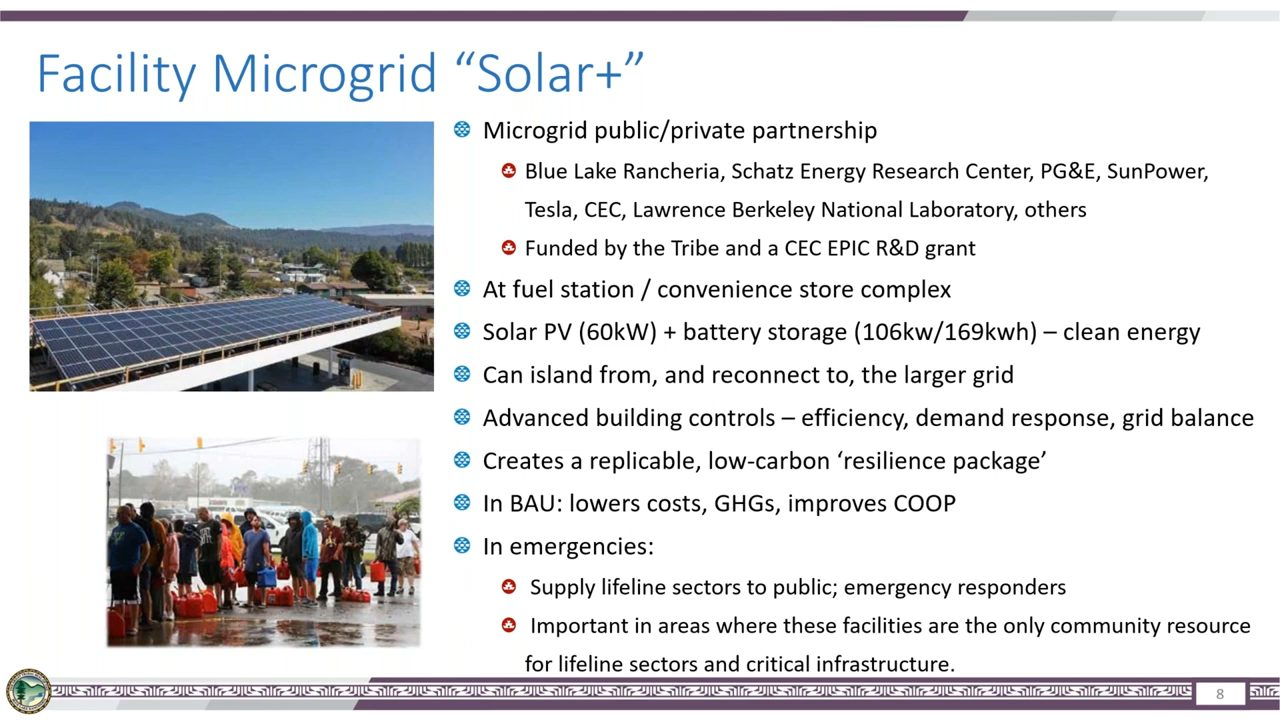 Facility Microgrid “Solar+”
Microgrid public/private partnership
Blue Lake Rancheria, Schatz Energy Research Center, PG&E, SunPower,
Tesla, CEC, Lawrence Berkeley National Laboratory, others
Funded by the Tribe and a CEC EPIC R&D grant
At fuel station / convenience store complex
Solar PV (60kW) + battery storage (106kw/169kwh) – clean energy
Can island from, and reconnect to, the larger grid
Advanced building controls – efficiency, demand response, grid balance
Creates a replicable, low-carbon ‘resilience package’
In BAU: lowers costs, GHGs, improves COOP
In emergencies:
Supply lifeline sectors to public; emergency responders
Important in areas where these facilities are the only community resource
for lifeline sectors and critical infrastructure.
8